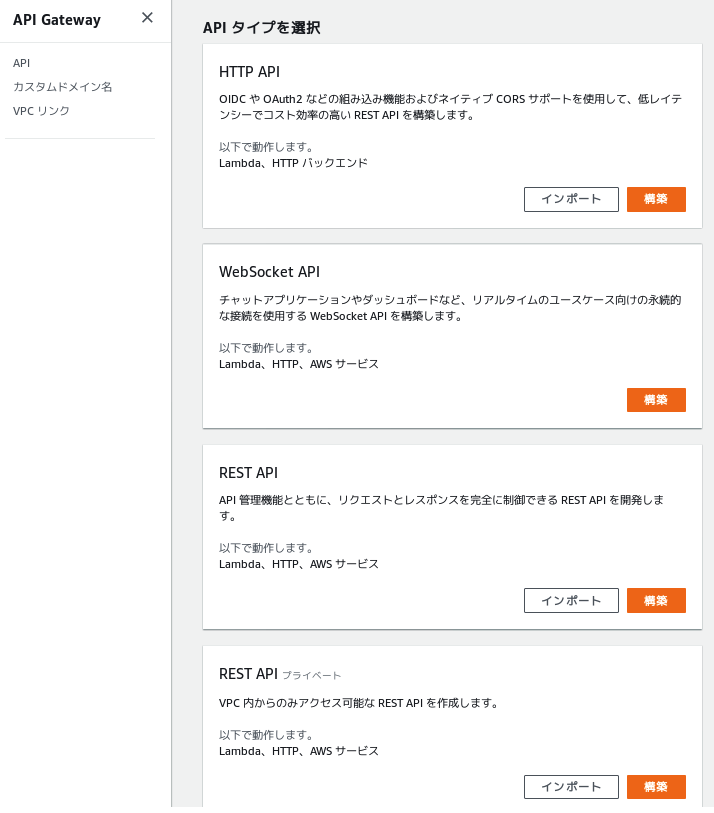 API Gateway
API
カスタムドメイン名
VPC リンク
API タイプを選択
HTTP API
OIDC や OAuth2 などの組み込み機能およびネイティブ CORS サポートを使用して、低レイテ
ンシーでコスト効率の高い REST API を構築します。
以下で動作します。
Lambda、HTTP バックエンド
インポート
構築
WebSocket API
チャットアプリケーションやダッシュボードなど、リアルタイムのユースケース向けの永続的
な接続を使用する WebSocket API を構築します。
以下で動作します。
Lambda、HTTP、AWS サービス
構築
REST API
API 管理機能とともに、リクエストとレスポンスを完全に制御できる REST API を開発しま
す。
以下で動作します。
Lambda、HTTP、AWS サービス
インポート
構築
REST API プライベート
VPC 内からのみアクセス可能な REST API を作成します。
以下で動作します。
Lambda、HTTP、AWS サービス
インポート
構築